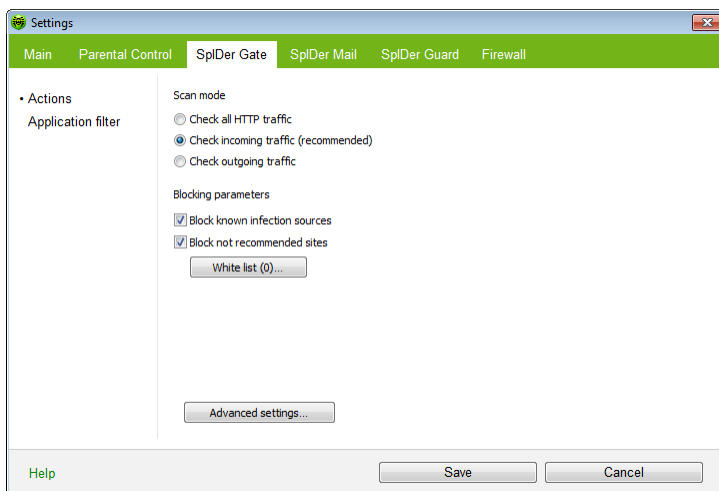 Settings
Main Parental Control SpIDer Gate SpIDer Mail SpIDer Guard Firewall
• Actions
Application filter
Scan mode
Check all HTTP traffic
Check incoming traffic (recommended)
Check outgoing traffic
Blocking parameters
Block known infection sources
Block not recommended sites
White list (0)...
Advanced settings...
Help Save Cancel